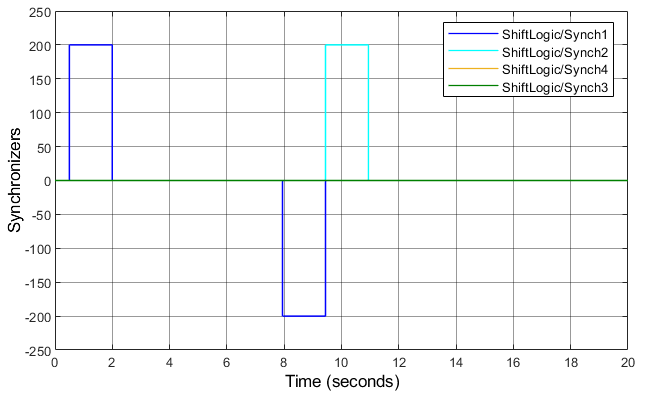 250
200
150
100
50
0
-50
-100
-150
-200
-250
Synchronizers
ShiftLogic/Synch1
ShiftLogic/Synch2
ShiftLogic/Synch4
ShiftLogic/Synch3
0 2 4 6 8 10 12 14 16 18 20
Time (seconds)